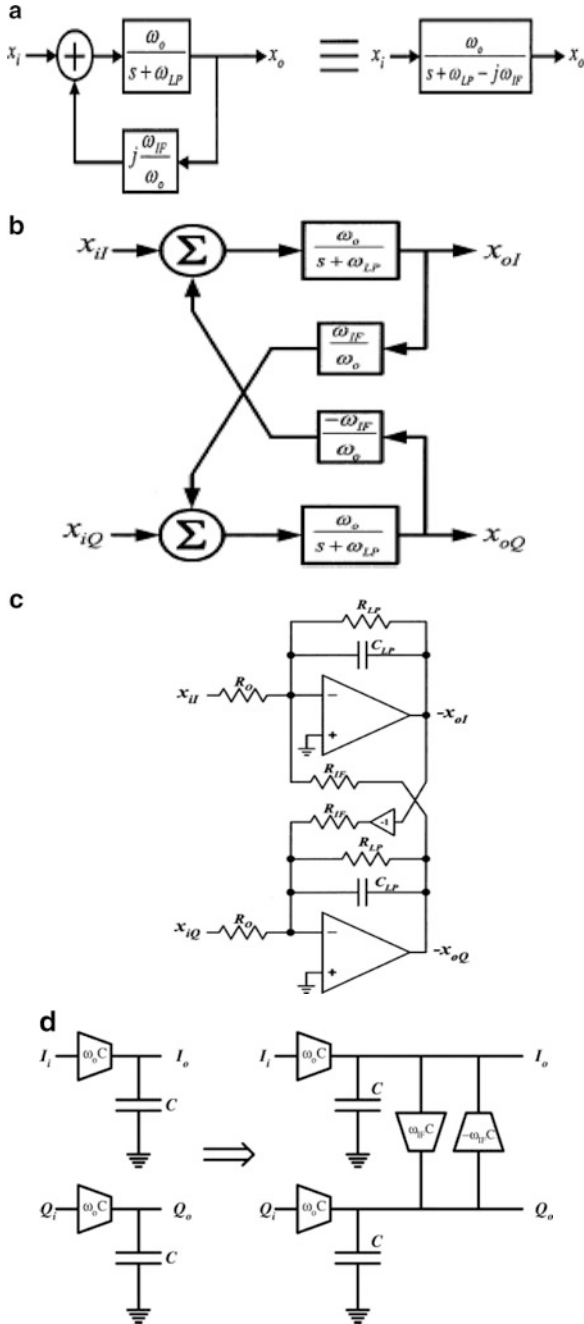 a
x_i + ω_o / s + ω_LP x_o ≡ x_i ω_o / s + ω_LP − jω_IF x_o
j ω_IF / ω_o
b
x_iI Σ ω_o / s + ω_LP x_oI
ω_IF / ω_o
−ω_IF / ω_o
x_iQ Σ ω_o / s + ω_LP x_oQ
c
R_LP
C_LP
x_iI R_O − -x_oI
+
R_IF
R_IF -1
R_LP
C_LP
x_iQ R_O − -x_oQ
+
d
I_i ω_oC I_o ⇒ I_i ω_oC I_o
C C ω_IFC −ω_IFC
Q_i ω_oC Q_o Q_i ω_oC Q_o
C C